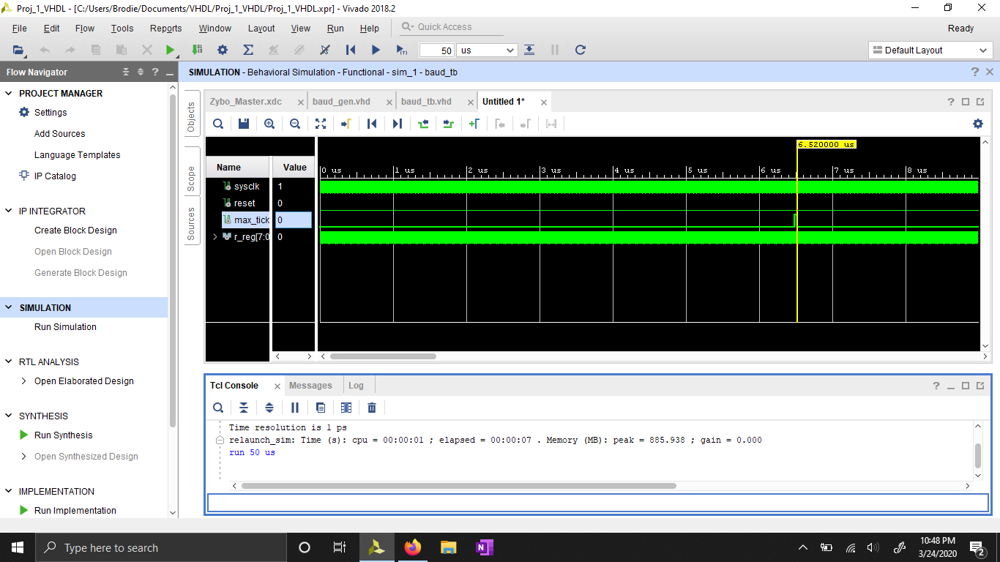 Proj_1_VHDL - [C:/Users/Brodie/Documents/VHDL/Proj_1_VHDL/Proj_1_VHDL.xpr] - Vivado 2018.2
File Edit Flow Tools Reports Window Layout View Run Help Quick Access Ready
50 us Default Layout
Flow Navigator
SIMULATION - Behavioral Simulation - Functional - sim_1 - baud_tb
PROJECT MANAGER
Settings
Add Sources
Language Templates
IP Catalog
IP INTEGRATOR
Create Block Design
Open Block Design
Generate Block Design
SIMULATION
Run Simulation
RTL ANALYSIS
Open Elaborated Design
SYNTHESIS
Run Synthesis
Open Synthesized Design
IMPLEMENTATION
Run Implementation
Objects
Scope
Sources
Zybo_Master.xdc baud_gen.vhd baud_tb.vhd Untitled 1*
6.520000 us
Name Value
0 us 1 us 2 us 3 us 4 us 5 us 6 us 7 us 8 us
sysclk 1
reset 0
max_tick 0
r_reg[7:0 0
Tcl Console Messages Log
Time resolution is 1 ps
relaunch_sim: Time (s): cpu = 00:00:01 ; elapsed = 00:00:07 . Memory (MB): peak = 885.938 ; gain = 0.000
run 50 us
Type here to search
10:48 PM
3/24/2020
2